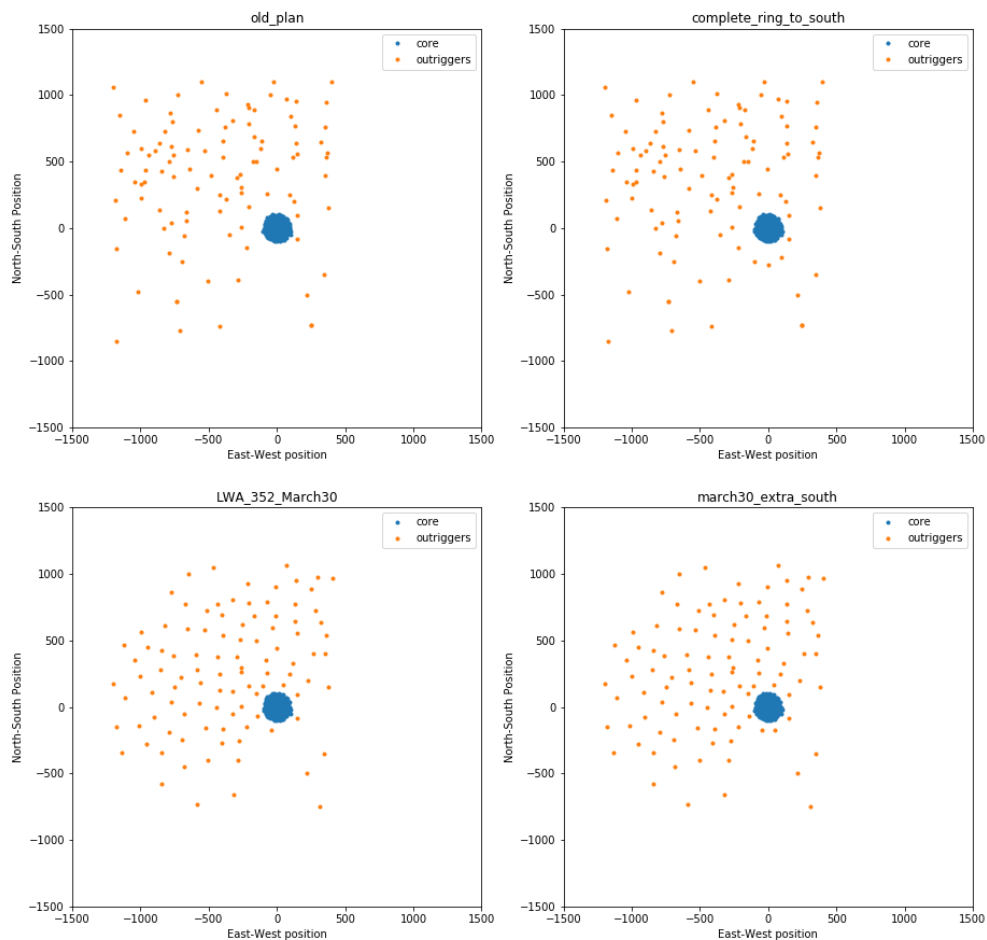 old_plan
complete_ring_to_south
1500
1000
500
0
−500
−1000
−1500
North-South Position
core
outriggers
−1500
−1000
−500
0
500
1000
1500
East-West position
1500
1000
500
0
−500
−1000
−1500
North-South Position
core
outriggers
−1500
−1000
−500
0
500
1000
1500
East-West position
LWA_352_March30
march30_extra_south
1500
1000
500
0
−500
−1000
−1500
North-South Position
core
outriggers
−1500
−1000
−500
0
500
1000
1500
East-West position
1500
1000
500
0
−500
−1000
−1500
North-South Position
core
outriggers
−1500
−1000
−500
0
500
1000
1500
East-West position